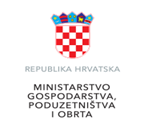 REPUBLIKA HRVATSKA
MINISTARSTVO
GOSPODARSTVA,
PODUZETNIŠTVA
I OBRTA